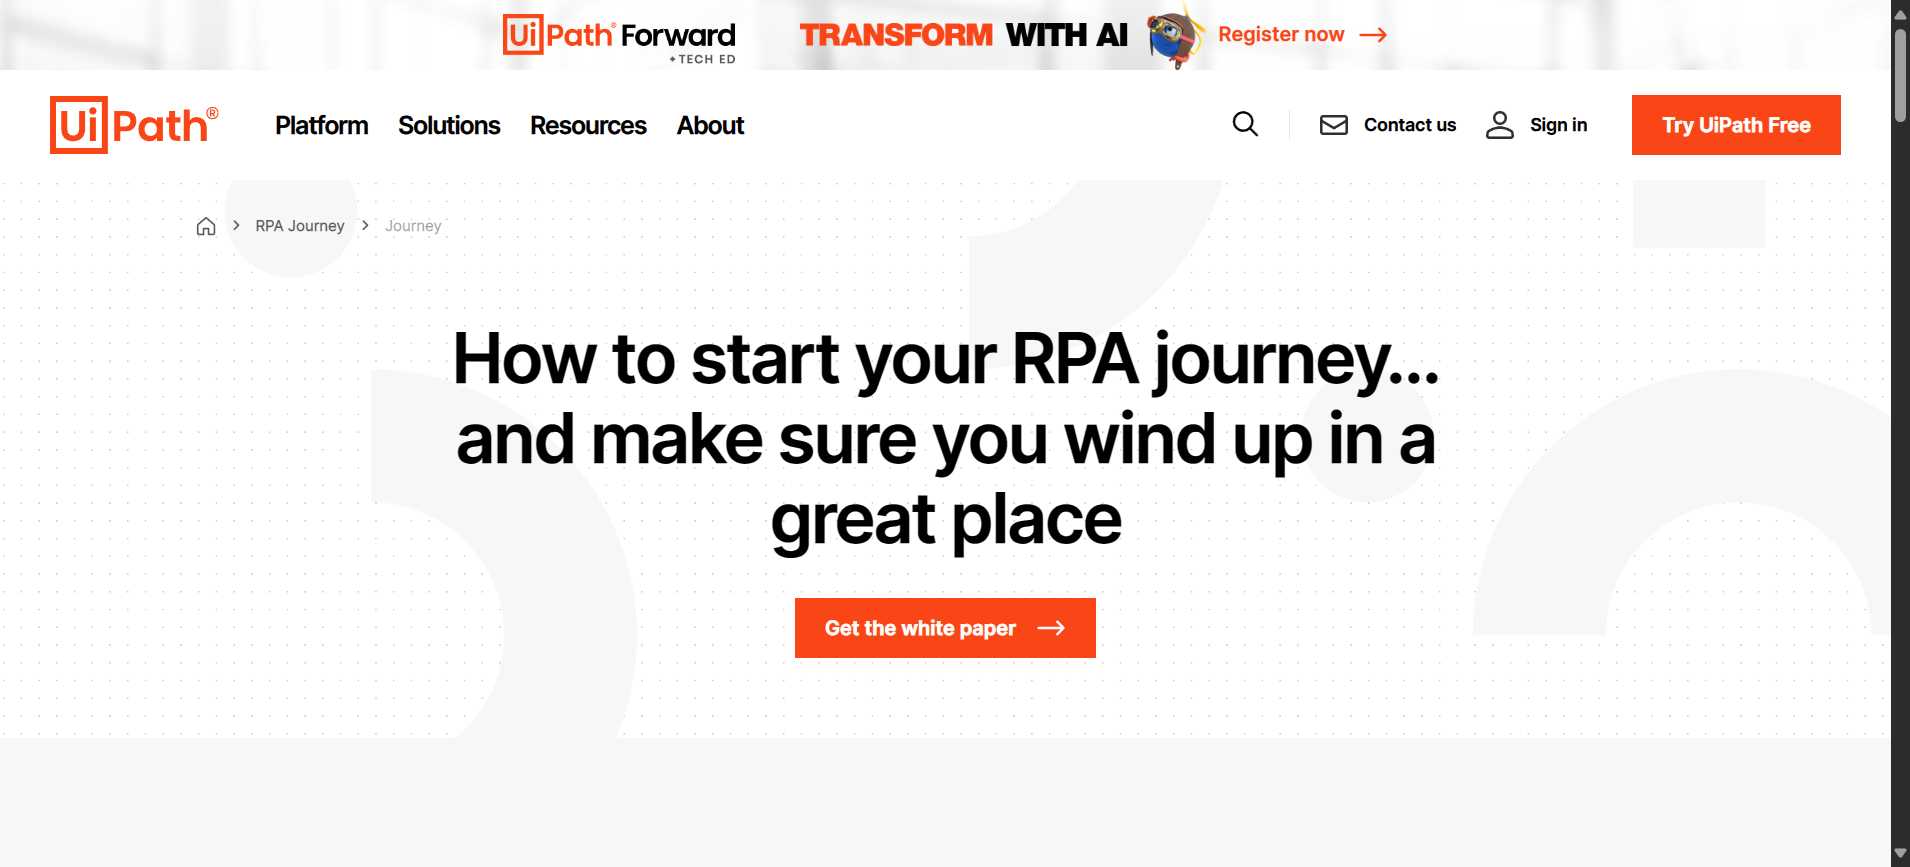 UiPath® Forward
+ TECH ED
TRANSFORM WITH AI
Register now
UiPath®
Platform
Solutions
Resources
About
Contact us
Sign in
Try UiPath Free
RPA Journey
Journey
How to start your RPA journey...
and make sure you wind up in a
great place
Get the white paper